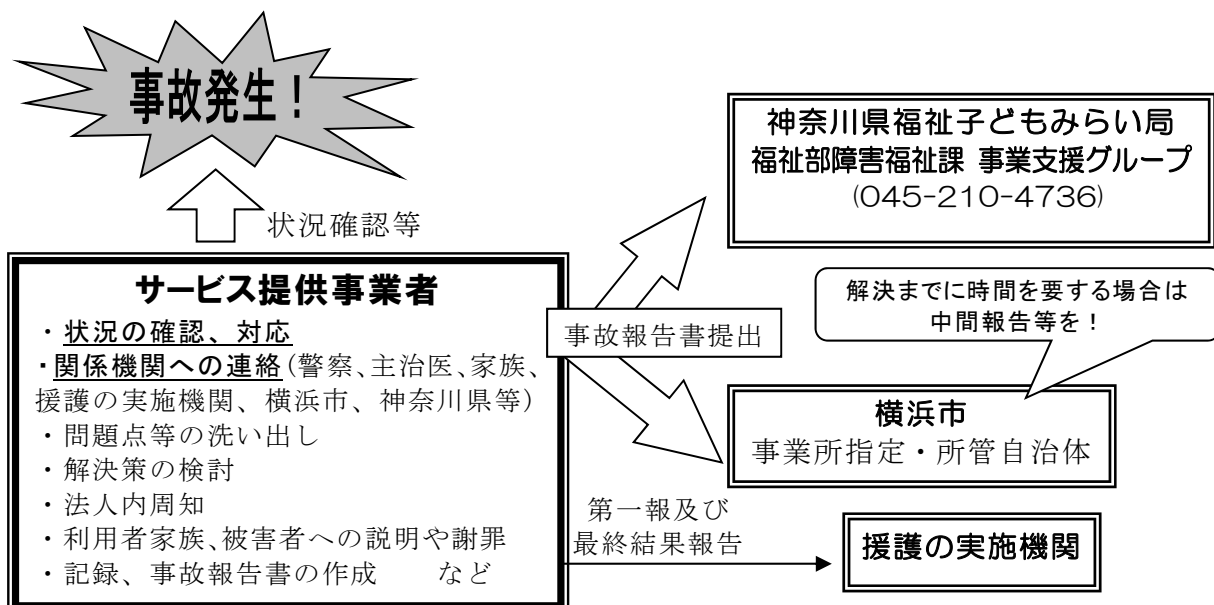 事故発生！
状況確認等
サービス提供事業者
・状況の確認、対応
・関係機関への連絡(警察、主治医、家族、
援護の実施機関、横浜市、神奈川県等)
・問題点等の洗い出し
・解決策の検討
・法人内周知
・利用者家族、被害者への説明や謝罪
・記録、事故報告書の作成　　など
事故報告書提出
神奈川県福祉子どもみらい局
福祉部障害福祉課 事業支援グループ
(045-210-4736)
解決までに時間を要する場合は
中間報告等を！
横浜市
事業所指定・所管自治体
第一報及び
最終結果報告
援護の実施機関